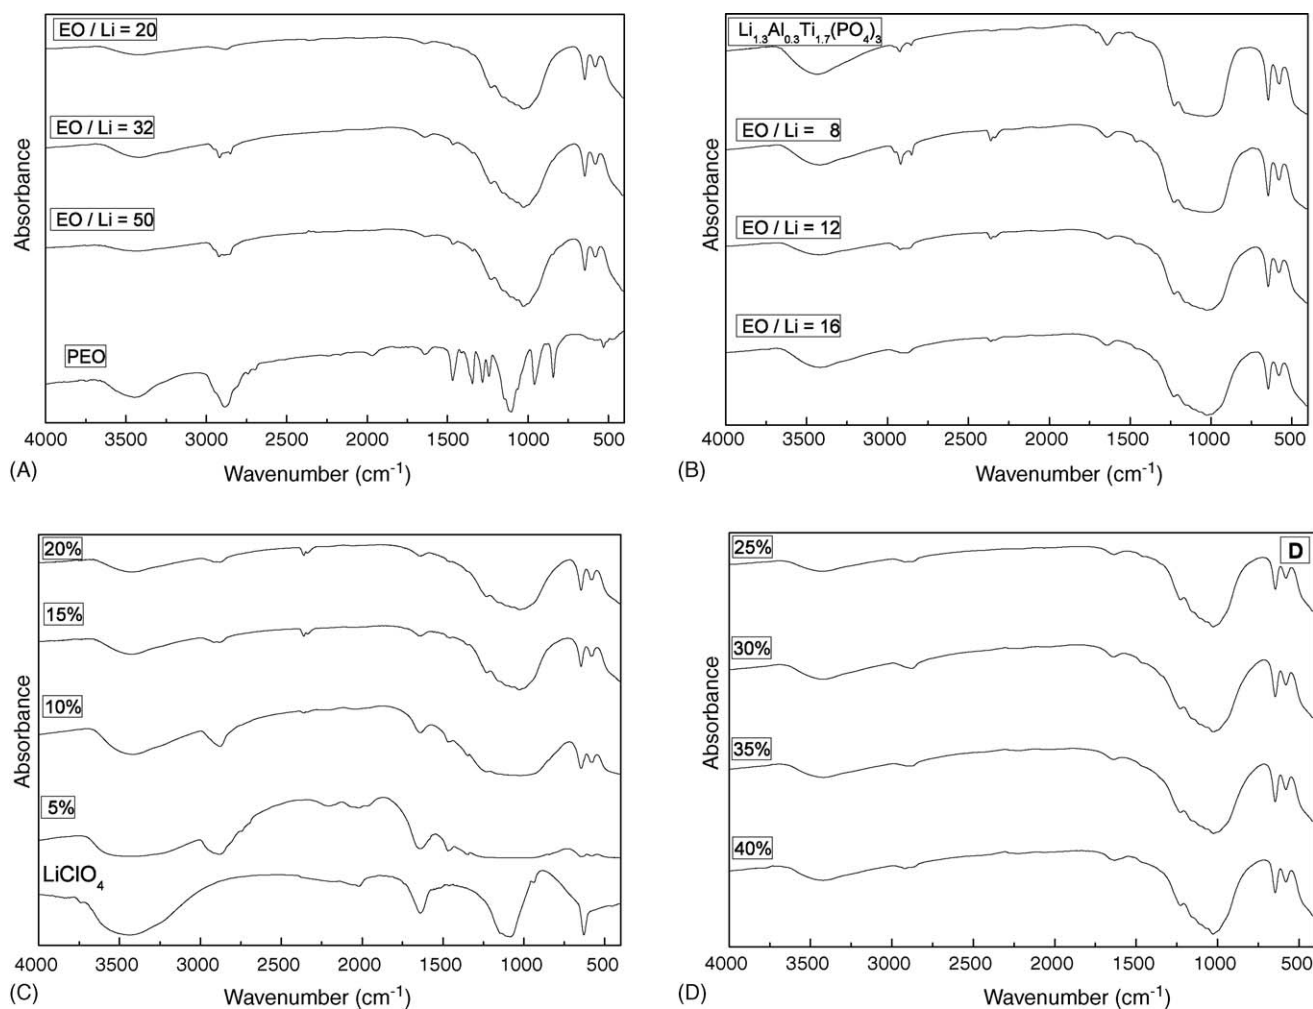 EO / Li = 20
EO / Li = 32
EO / Li = 50
PEO
Absorbance
4000 3500 3000 2500 2000 1500 1000 500
Wavenumber (cm⁻¹)
(A)
Li₁.₃Al₀.₃Ti₁.₇(PO₄)₃
EO / Li = 8
EO / Li = 12
EO / Li = 16
Absorbance
4000 3500 3000 2500 2000 1500 1000 500
Wavenumber (cm⁻¹)
(B)
20%
15%
10%
5%
LiClO₄
Absorbance
4000 3500 3000 2500 2000 1500 1000 500
Wavenumber (cm⁻¹)
(C)
25%
D
30%
35%
40%
Absorbance
4000 3500 3000 2500 2000 1500 1000 500
Wavenumber (cm⁻¹)
(D)